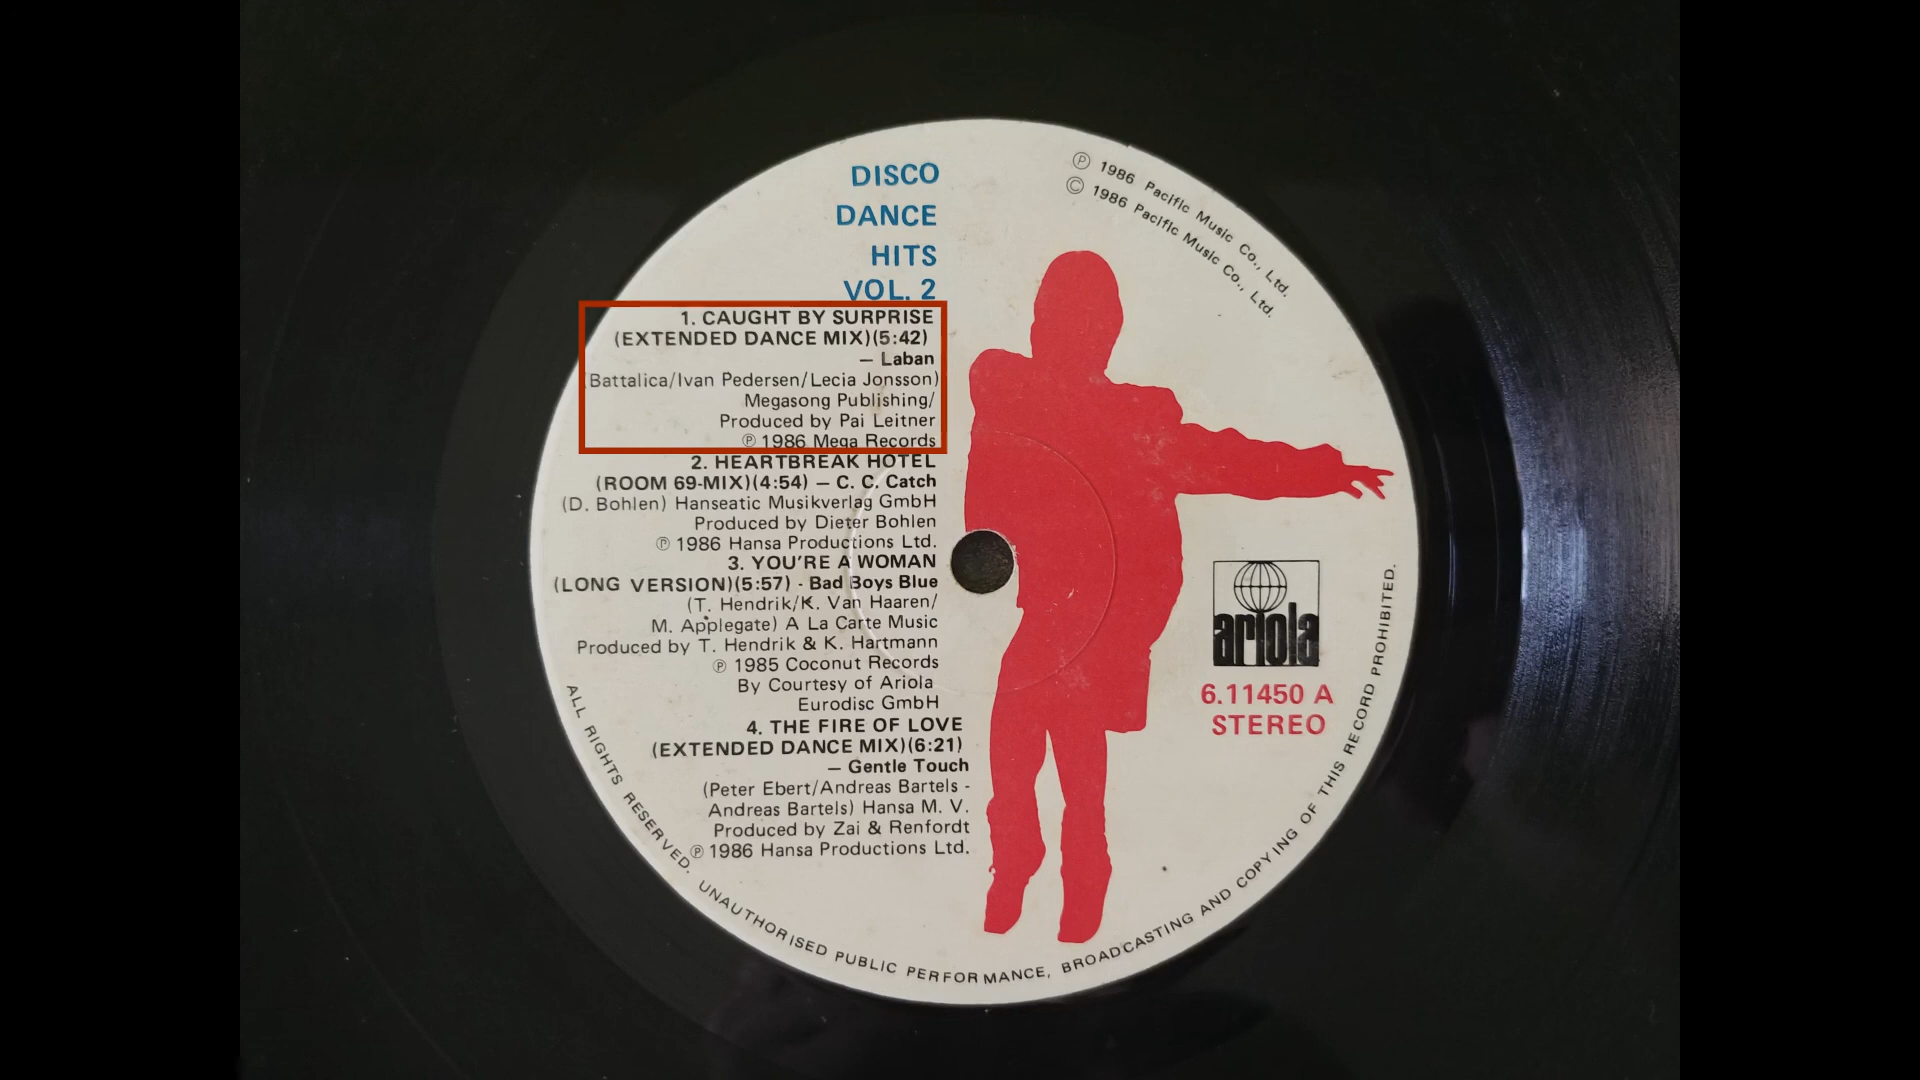 DISCO
DANCE
HITS
VOL. 2
1. CAUGHT BY SURPRISE
(EXTENDED DANCE MIX)(5:42)
— Laban
(Battalica/Ivan Pedersen/Lecia Jonsson)
Megasong Publishing/
Produced by Pai Leitner
℗ 1986 Mega Records
2. HEARTBREAK HOTEL
(ROOM 69-MIX)(4:54) — C. C. Catch
(D. Bohlen) Hanseatic Musikverlag GmbH
Produced by Dieter Bohlen
℗ 1986 Hansa Productions Ltd.
3. YOU'RE A WOMAN
(LONG VERSION)(5:57) - Bad Boys Blue
(T. Hendrik/K. Van Haaren/
M. Applegate) A La Carte Music
Produced by T. Hendrik & K. Hartmann
℗ 1985 Coconut Records
By Courtesy of Ariola
Eurodisc GmbH
4. THE FIRE OF LOVE
(EXTENDED DANCE MIX)(6:21)
— Gentle Touch
(Peter Ebert/Andreas Bartels -
Andreas Bartels) Hansa M. V.
Produced by Zai & Renfordt
℗ 1986 Hansa Productions Ltd.
℗ 1986 Pacific Music Co., Ltd.
© 1986 Pacific Music Co., Ltd.
ariola
6.11450 A
STEREO
ALL RIGHTS RESERVED. UNAUTHORISED PUBLIC PERFORMANCE, BROADCASTING AND COPYING OF THIS RECORD PROHIBITED.